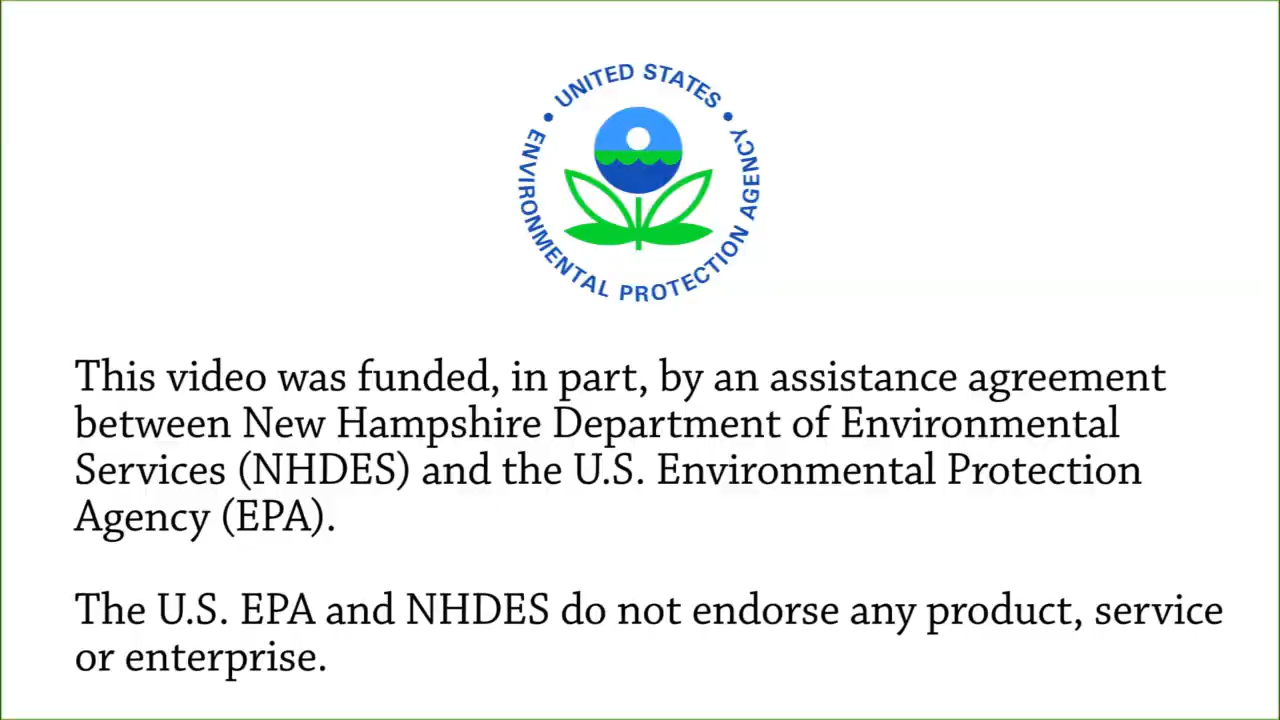 UNITED STATES
ENVIRONMENTAL PROTECTION AGENCY
This video was funded, in part, by an assistance agreement
between New Hampshire Department of Environmental
Services (NHDES) and the U.S. Environmental Protection
Agency (EPA).
The U.S. EPA and NHDES do not endorse any product, service
or enterprise.